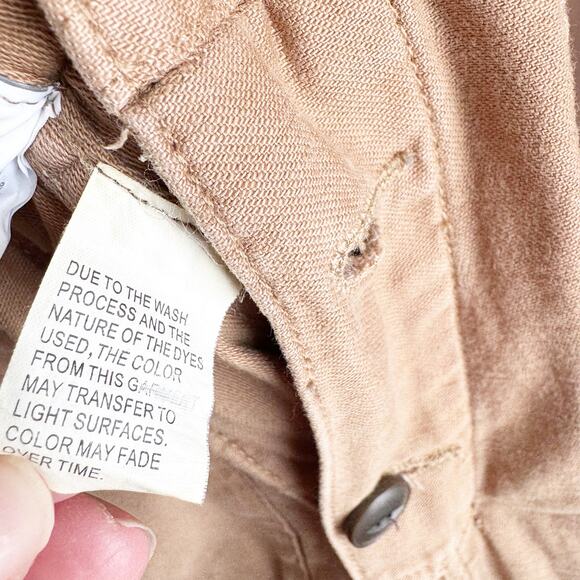 DUE TO THE WASH
PROCESS AND THE
NATURE OF THE DYES
USED, THE COLOR
FROM THIS GARMENT
MAY TRANSFER TO
LIGHT SURFACES.
COLOR MAY FADE
OVER TIME.